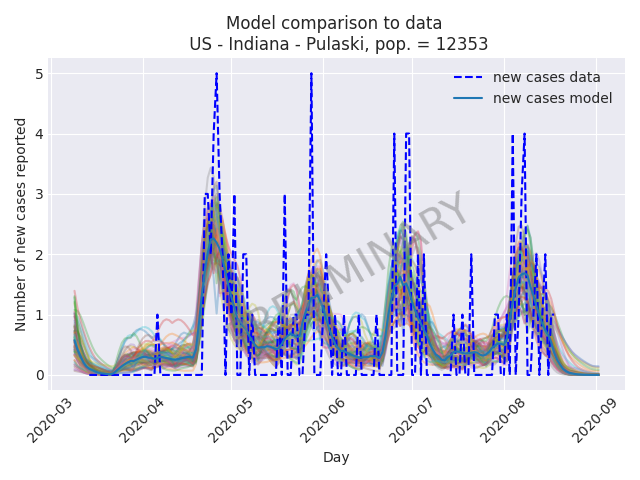 Model comparison to data
US - Indiana - Pulaski, pop. = 12353
new cases data
new cases model
PRELIMINARY
Number of new cases reported
5
4
3
2
1
0
2020-03
2020-04
2020-05
2020-06
2020-07
2020-08
2020-09
Day